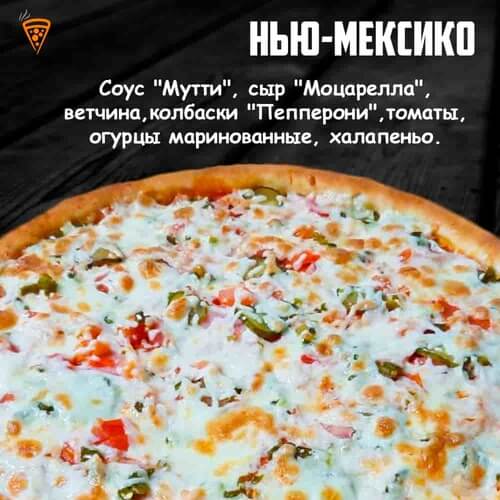 НЬЮ-МЕКСИКО
Соус "Мутти", сыр "Моцарелла",
ветчина,колбаски "Пепперони",томаты,
огурцы маринованные, халапеньо.